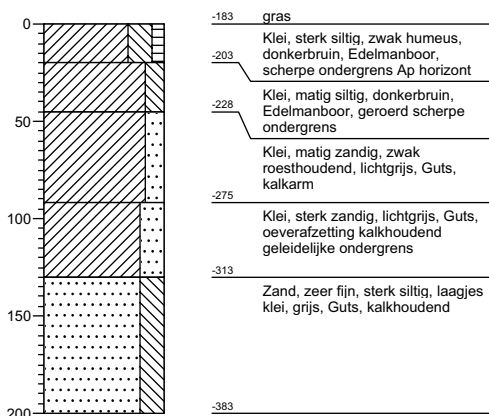 0
-183
gras
Klei, sterk siltig, zwak humeus,
donkerbruin, Edelmanboor,
scherpe ondergrens Ap horizont
-203
Klei, matig siltig, donkerbruin,
Edelmanboor, geroerd scherpe
ondergrens
-228
50
Klei, matig zandig, zwak
roesthoudend, lichtgrijs, Guts,
kalkarm
-275
100
Klei, sterk zandig, lichtgrijs, Guts,
oeverafzetting kalkhoudend
geleidelijke ondergrens
-313
Zand, zeer fijn, sterk siltig, laagjes
klei, grijs, Guts, kalkhoudend
150
200
-383